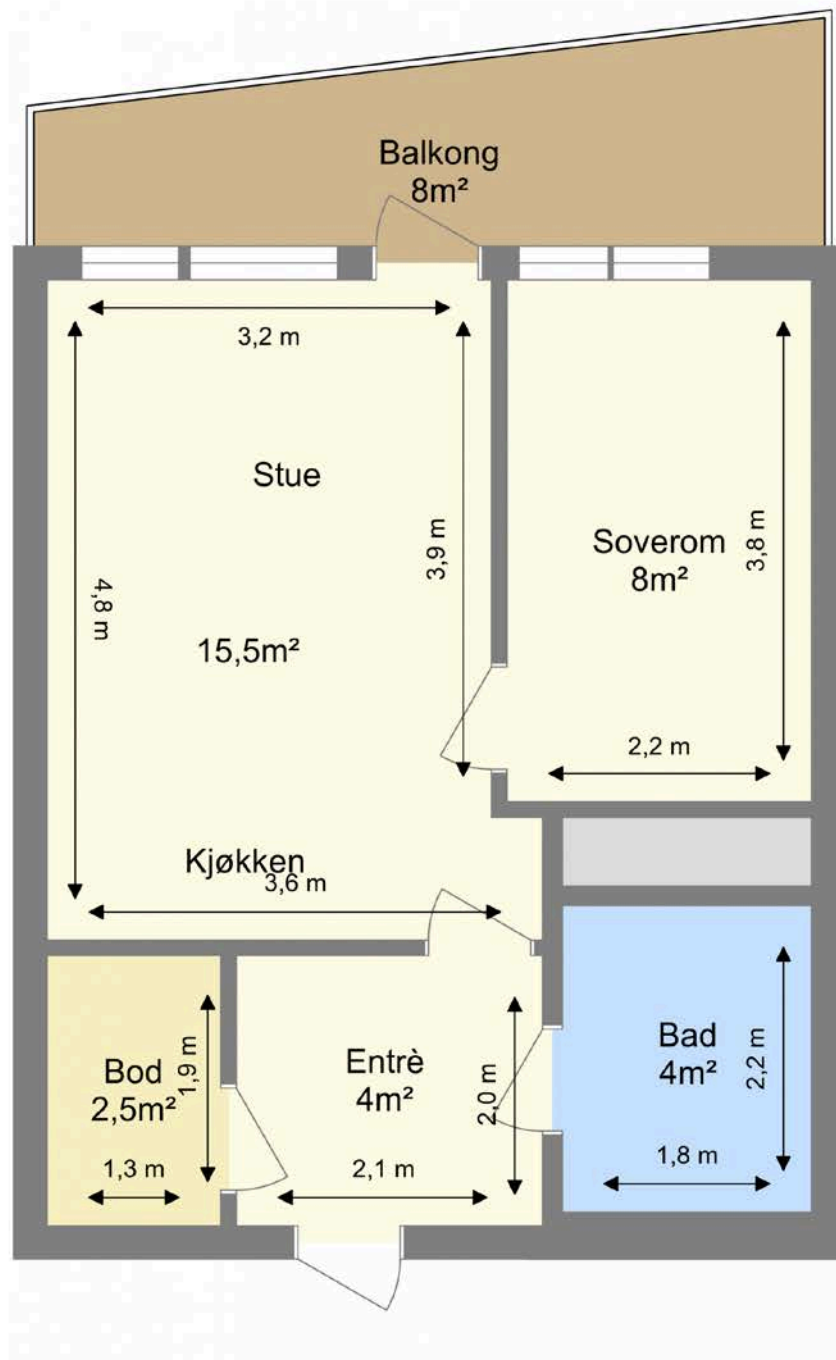 Balkong
8m²
3,2 m
Stue
3,9 m
4,8 m
15,5m²
Soverom
8m²
3,8 m
2,2 m
Kjøkken
3,6 m
Bod
2,5m²
1,9 m
1,3 m
Entrè
4m²
2,0 m
2,1 m
Bad
4m²
2,2 m
1,8 m